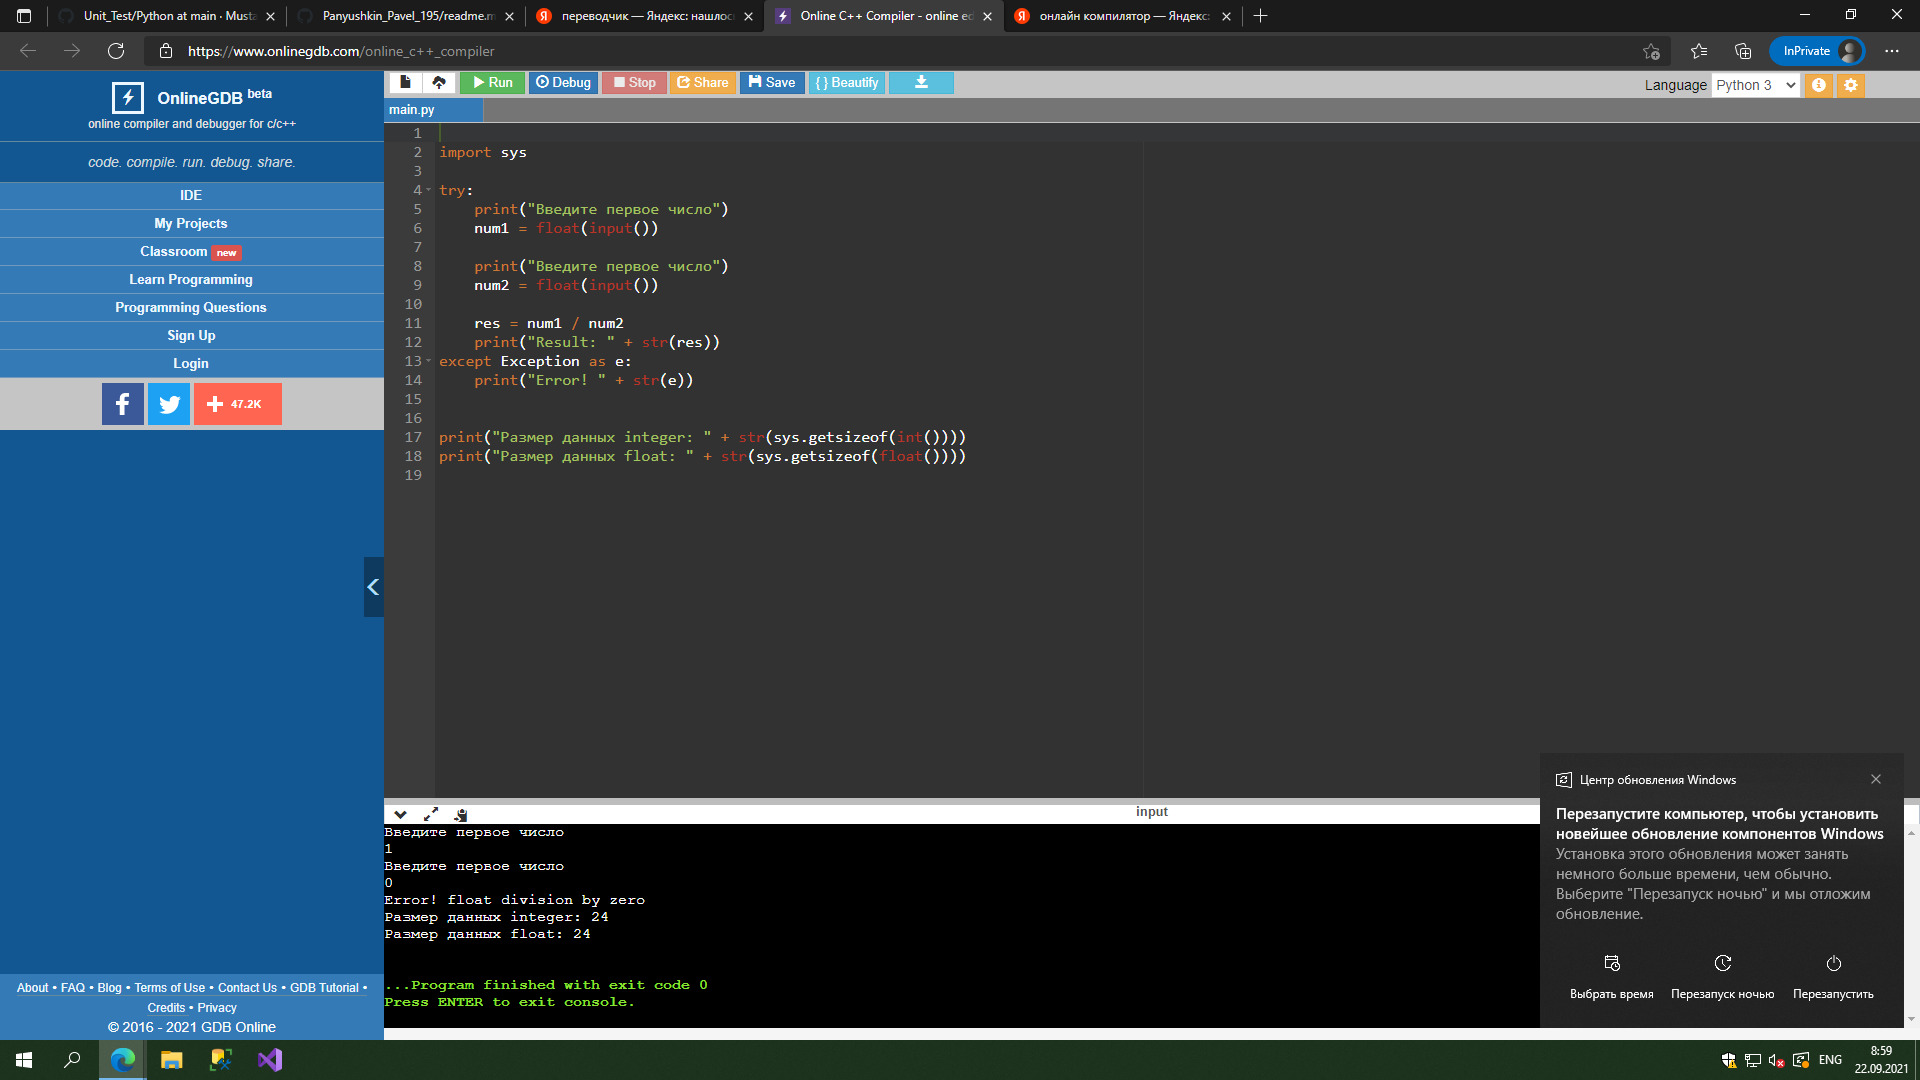 Unit_Test/Python at main · Musta
Panyushkin_Pavel_195/readme.m
переводчик — Яндекс: нашлось
Online C++ Compiler - online ed
онлайн компилятор — Яндекс:
https://www.onlinegdb.com/online_c++_compiler
InPrivate
OnlineGDB beta
online compiler and debugger for c/c++
code. compile. run. debug. share.
IDE
My Projects
Classroom new
Learn Programming
Programming Questions
Sign Up
Login
47.2K
About • FAQ • Blog • Terms of Use • Contact Us • GDB Tutorial •
Credits • Privacy
© 2016 - 2021 GDB Online
Run
Debug
Stop
Share
Save
{ } Beautify
Language Python 3
main.py
1
2 import sys
3
4 try:
5 print("Введите первое число")
6 num1 = float(input())
7
8 print("Введите первое число")
9 num2 = float(input())
10
11 res = num1 / num2
12 print("Result: " + str(res))
13 except Exception as e:
14 print("Error! " + str(e))
15
16
17 print("Размер данных integer: " + str(sys.getsizeof(int())))
18 print("Размер данных float: " + str(sys.getsizeof(float())))
19
input
Введите первое число
1
Введите первое число
0
Error! float division by zero
Размер данных integer: 24
Размер данных float: 24
...Program finished with exit code 0
Press ENTER to exit console.
Центр обновления Windows
Перезапустите компьютер, чтобы установить
новейшее обновление компонентов Windows
Установка этого обновления может занять
немного больше времени, чем обычно.
Выберите "Перезапуск ночью" и мы отложим
обновление.
Выбрать время
Перезапуск ночью
Перезапустить
ENG
8:59
22.09.2021